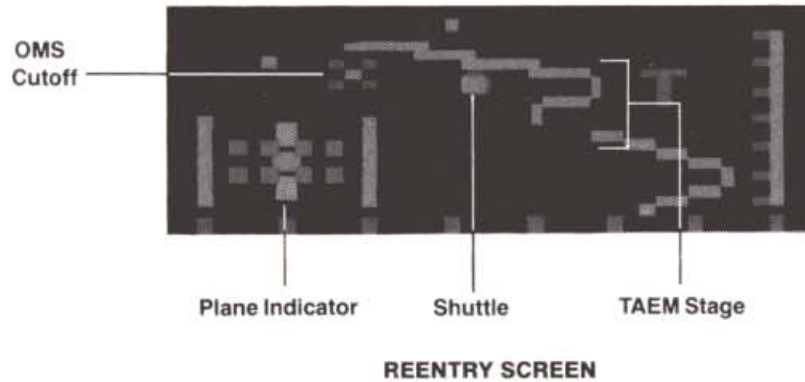 OMS
Cutoff
Plane Indicator
Shuttle
TAEM Stage
REENTRY SCREEN